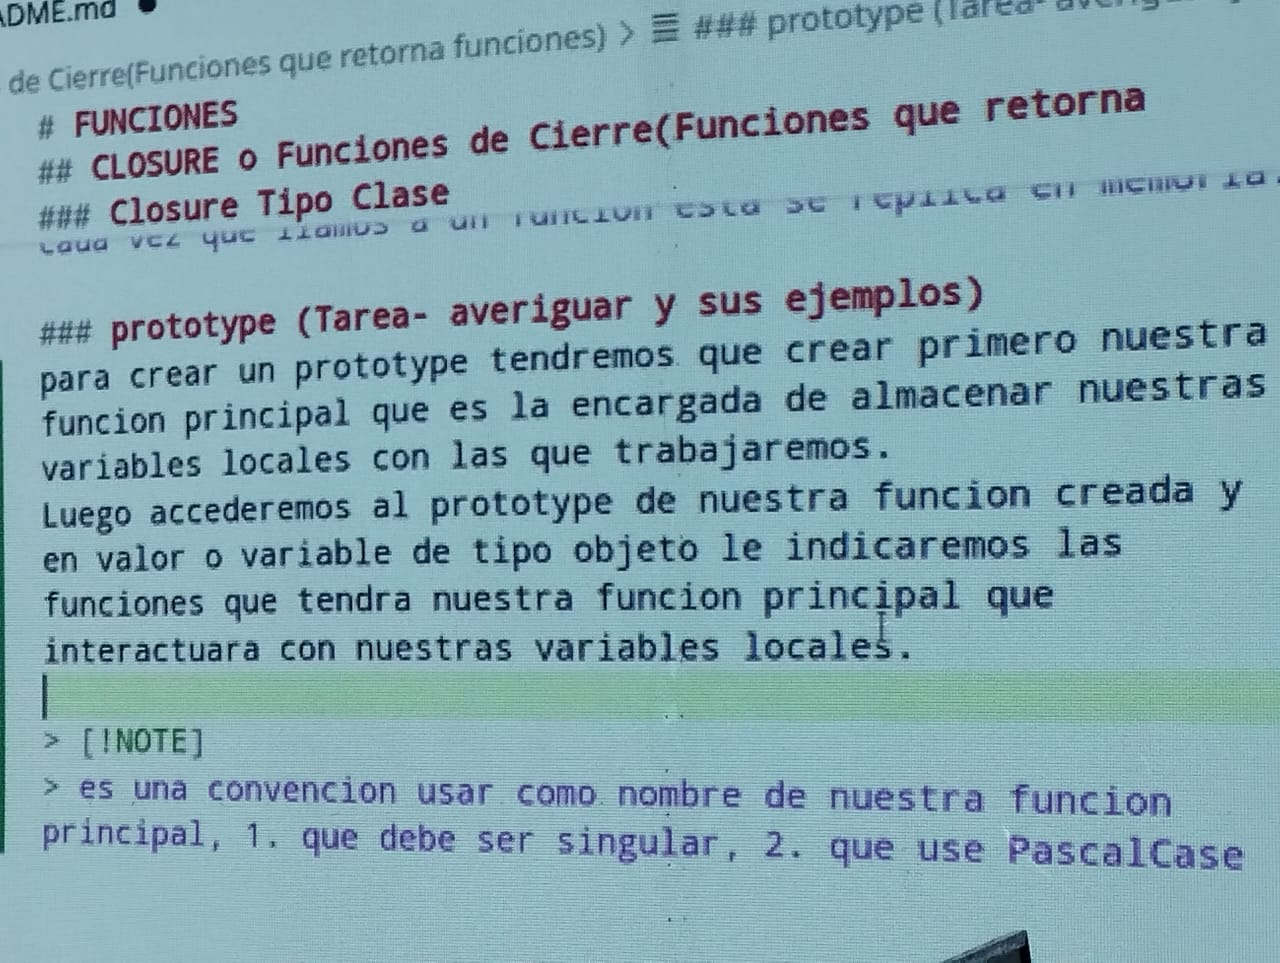 ADME.md ●
de Cierre(Funciones que retorna funciones) > ### prototype (Tarea-
# FUNCIONES
## CLOSURE o Funciones de Cierre(Funciones que retorna
### Closure Tipo Clase
cada vez que llamos a un funcion esta se replica en memoria.
### prototype (Tarea- averiguar y sus ejemplos)
para crear un prototype tendremos que crear primero nuestra
funcion principal que es la encargada de almacenar nuestras
variables locales con las que trabajaremos.
Luego accederemos al prototype de nuestra funcion creada y
en valor o variable de tipo objeto le indicaremos las
funciones que tendra nuestra funcion principal que
interactuara con nuestras variables locales.
> [!NOTE]
> es una convencion usar como nombre de nuestra funcion
principal, 1. que debe ser singular, 2. que use PascalCase